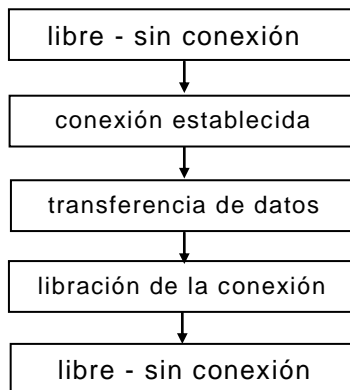 libre - sin conexión
conexión establecida
transferencia de datos
libración de la conexión
libre - sin conexión